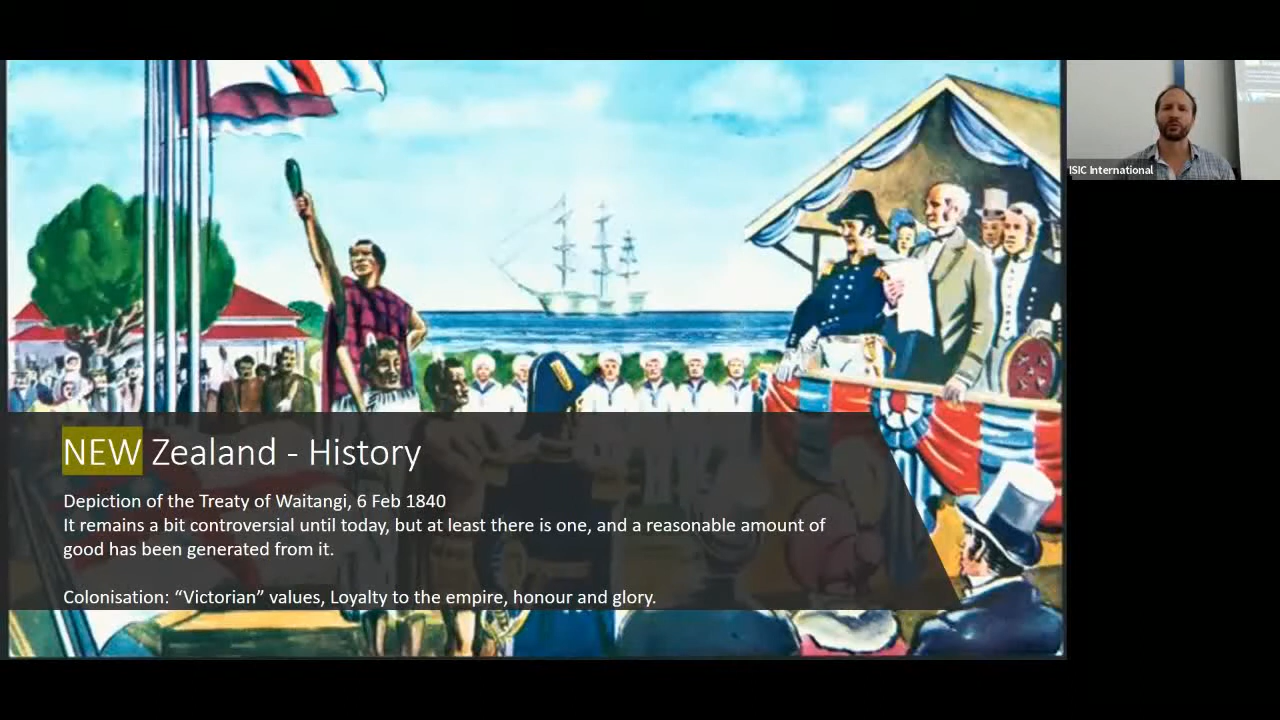 NEW Zealand - History
Depiction of the Treaty of Waitangi, 6 Feb 1840
It remains a bit controversial until today, but at least there is one, and a reasonable amount of
good has been generated from it.
Colonisation: “Victorian” values, Loyalty to the empire, honour and glory.
ISIC International